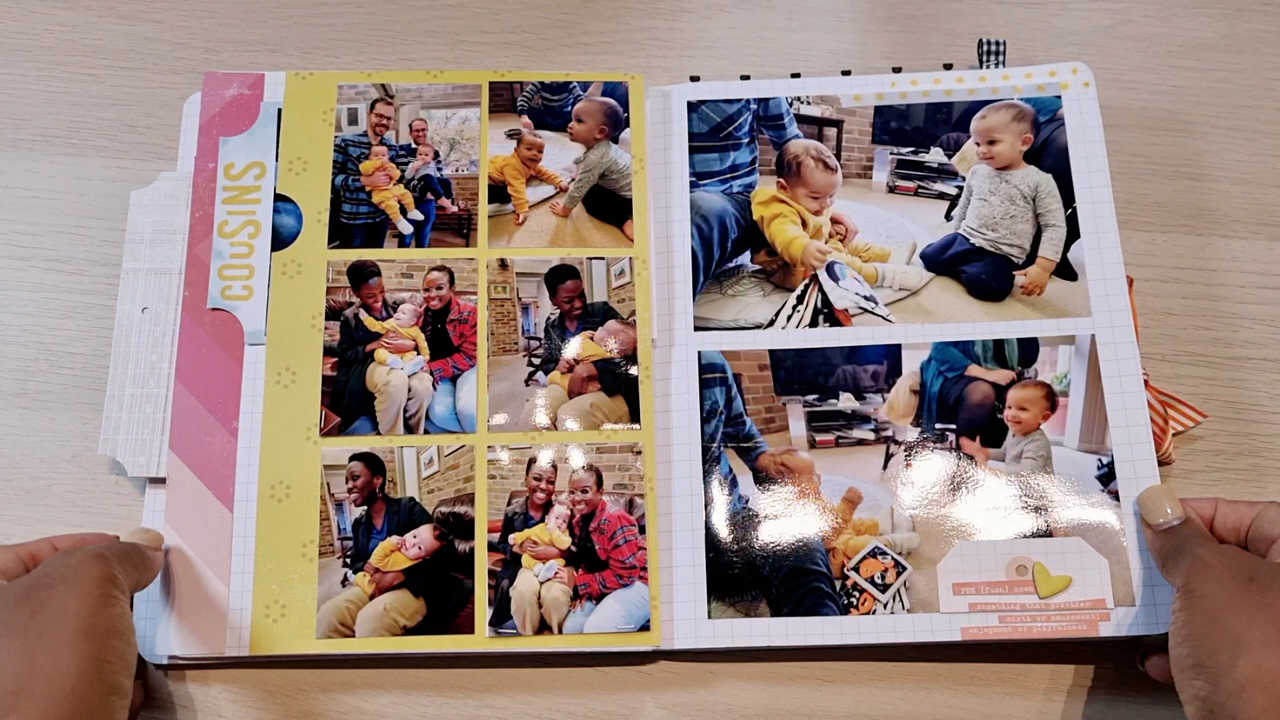 COUSINS
FUN [fuhn] noun
something that provides
mirth or amusement;
enjoyment or playfulness.